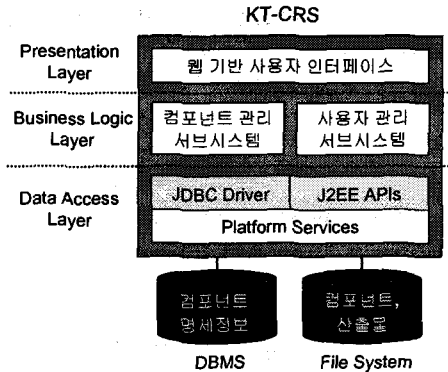 KT-CRS
Presentation
Layer
웹 기반 사용자 인터페이스
Business Logic
Layer
컴포넌트 관리
서브시스템
사용자 관리
서브시스템
Data Access
Layer
JDBC Driver
J2EE APIs
Platform Services
컴포넌트
명세정보
컴포넌트,
산출물
DBMS
File System